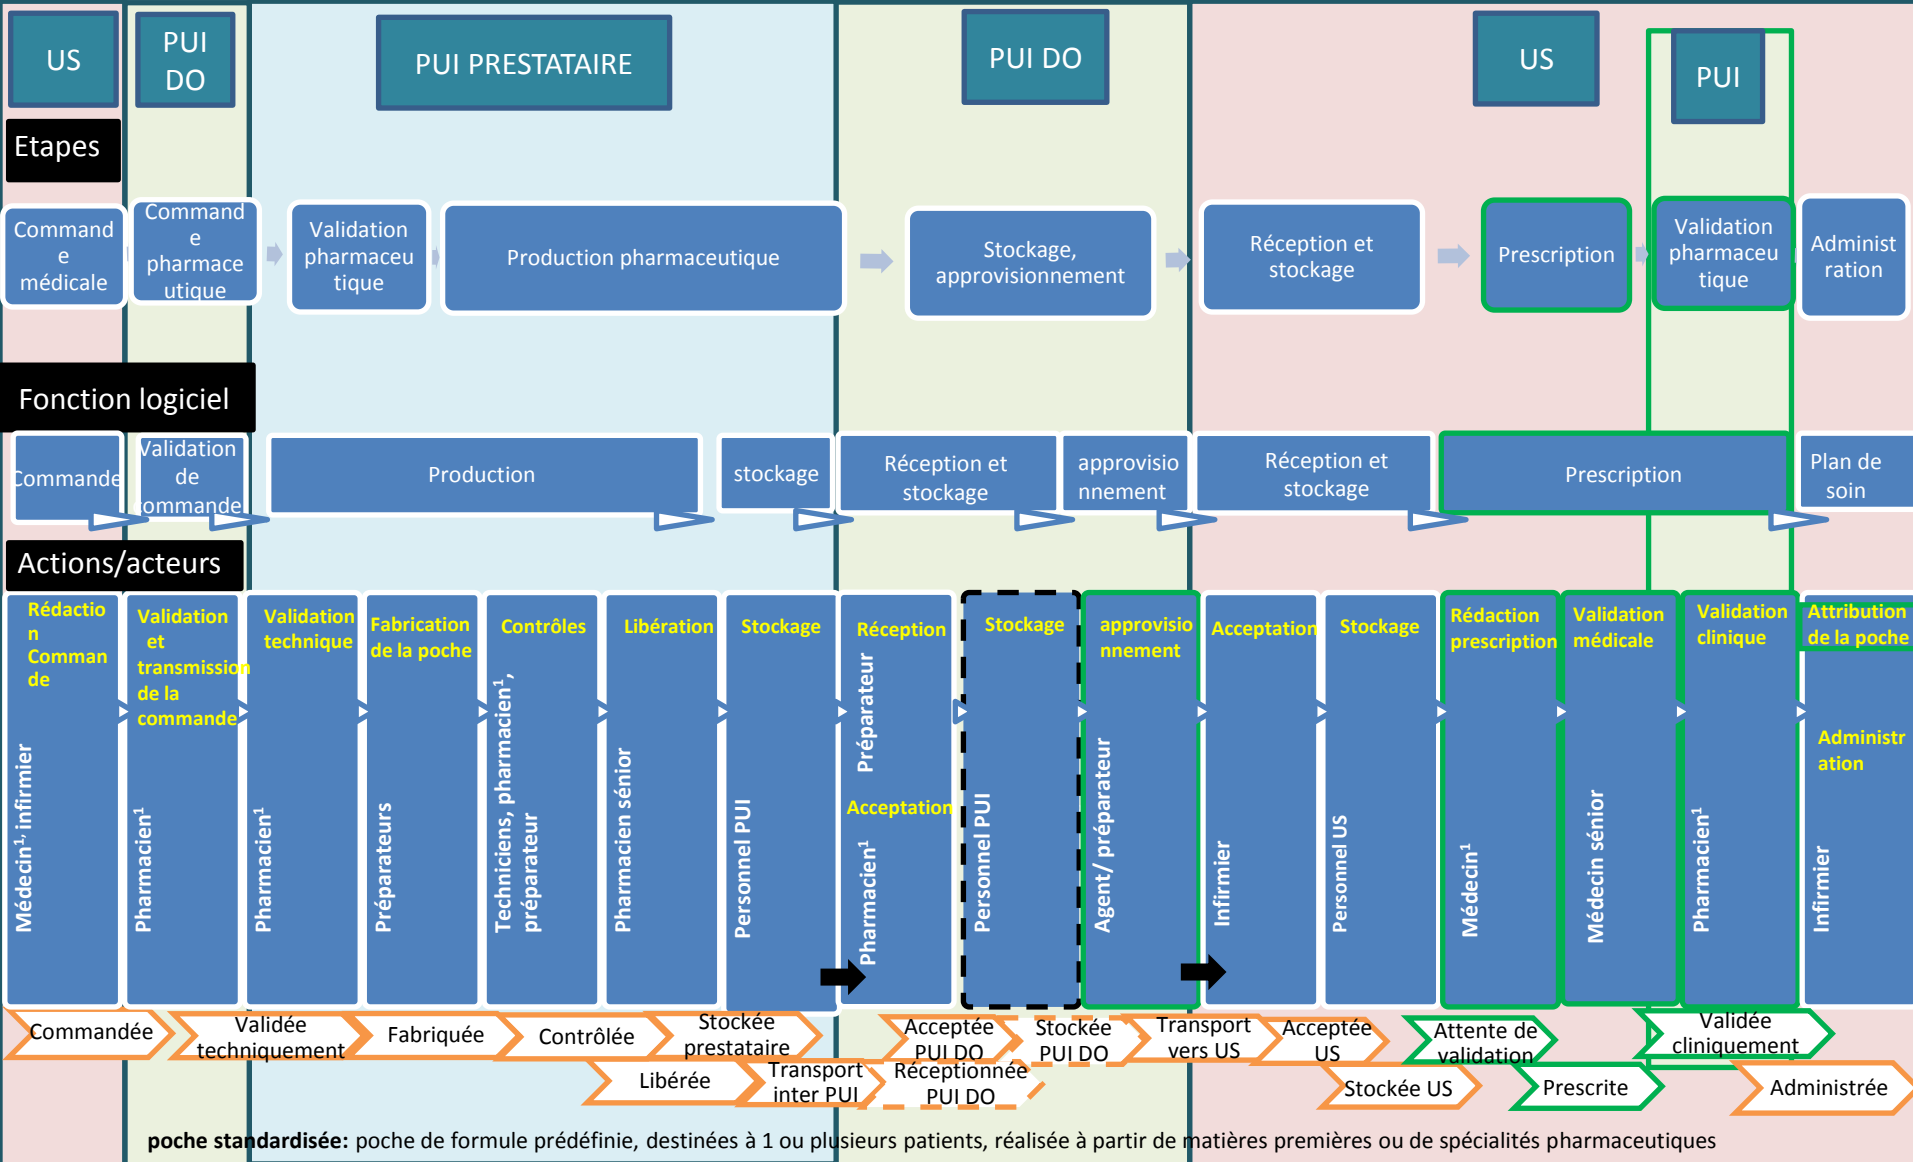 US
PUI
DO
PUI PRESTATAIRE
PUI DO
US
PUI
Etapes
Command
e
médicale
Command
e
pharmace
utique
Validation
pharmaceu
tique
Production pharmaceutique
Stockage,
approvisionnement
Réception et
stockage
Prescription
Validation
pharmaceu
tique
Administ
ration
Fonction logiciel
Commande
Validation
de
commande
Production
stockage
Réception et
stockage
approvisio
nnement
Réception et
stockage
Prescription
Plan de
soin
Actions/acteurs
Rédactio
n
Comman
de
Médecin1, infirmier
Validation
et
transmission
de la
commande
Pharmacien1
Validation
technique
Pharmacien1
Fabrication
de la poche
Préparateurs
Contrôles
Techniciens, pharmacien1,
préparateur
Libération
Pharmacien sénior
Stockage
Personnel PUI
Réception
Préparateur
Acceptation
Pharmacien1
Stockage
Personnel PUI
approvisio
nnement
Agent/ préparateur
Acceptation
Infirmier
Stockage
Personnel US
Rédaction
prescription
Médecin1
Validation
médicale
Médecin sénior
Validation
clinique
Pharmacien1
Attribution
de la poche
Administr
ation
Infirmier
Commandée
Validée
techniquement
Fabriquée
Contrôlée
Libérée
Stockée
prestataire
Transport
inter PUI
Acceptée
PUI DO
Réceptionnée
PUI DO
Stockée
PUI DO
Transport
vers US
Acceptée
US
Stockée US
Attente de
validation
Prescrite
Validée
cliniquement
Administrée
poche standardisée: poche de formule prédéfinie, destinées à 1 ou plusieurs patients, réalisée à partir de matières premières ou de spécialités pharmaceutiques